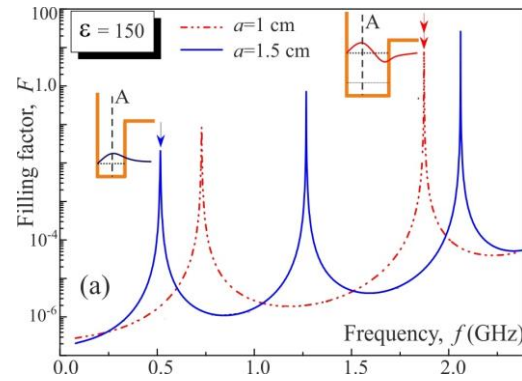 100
ε = 150
a=1 cm
a=1.5 cm
A
A
1.0
Filling factor, F
10⁻⁴
(a)
10⁻⁶
Frequency, f (GHz)
0.0
0.5
1.0
1.5
2.0